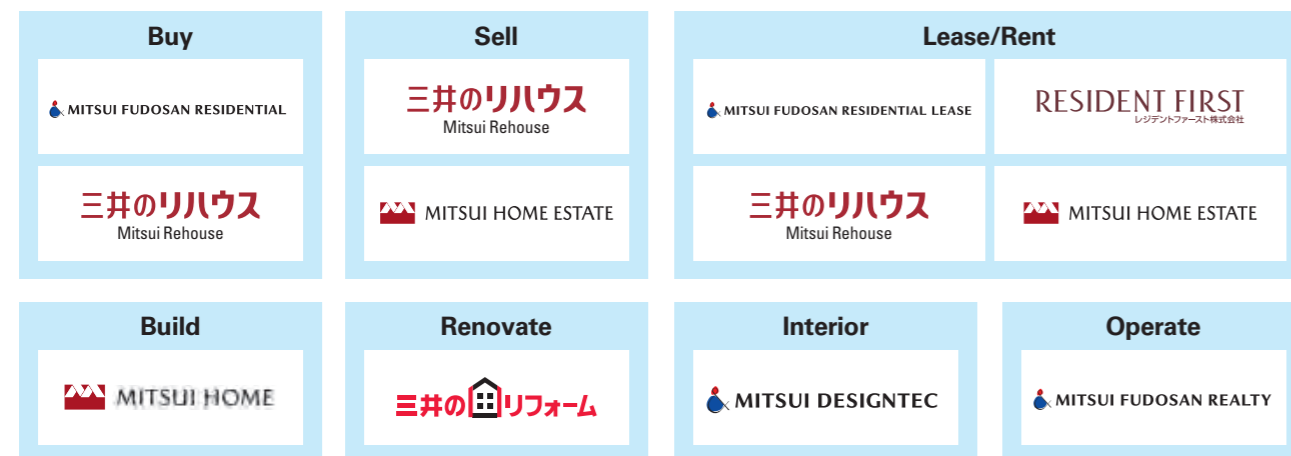 Buy
MITSUI FUDOSAN RESIDENTIAL
三井のリハウス
Mitsui Rehouse
Sell
三井のリハウス
Mitsui Rehouse
MITSUI HOME ESTATE
Lease/Rent
MITSUI FUDOSAN RESIDENTIAL LEASE
RESIDENT FIRST
レジデントファースト株式会社
三井のリハウス
Mitsui Rehouse
MITSUI HOME ESTATE
Build
MITSUI HOME
Renovate
三井のリフォーム
Interior
MITSUI DESIGNTEC
Operate
MITSUI FUDOSAN REALTY